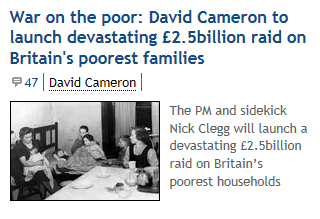 War on the poor: David Cameron to
launch devastating £2.5billion raid on
Britain's poorest families
47 | David Cameron |
The PM and sidekick
Nick Clegg will launch a
devastating £2.5billion
raid on Britain’s
poorest households